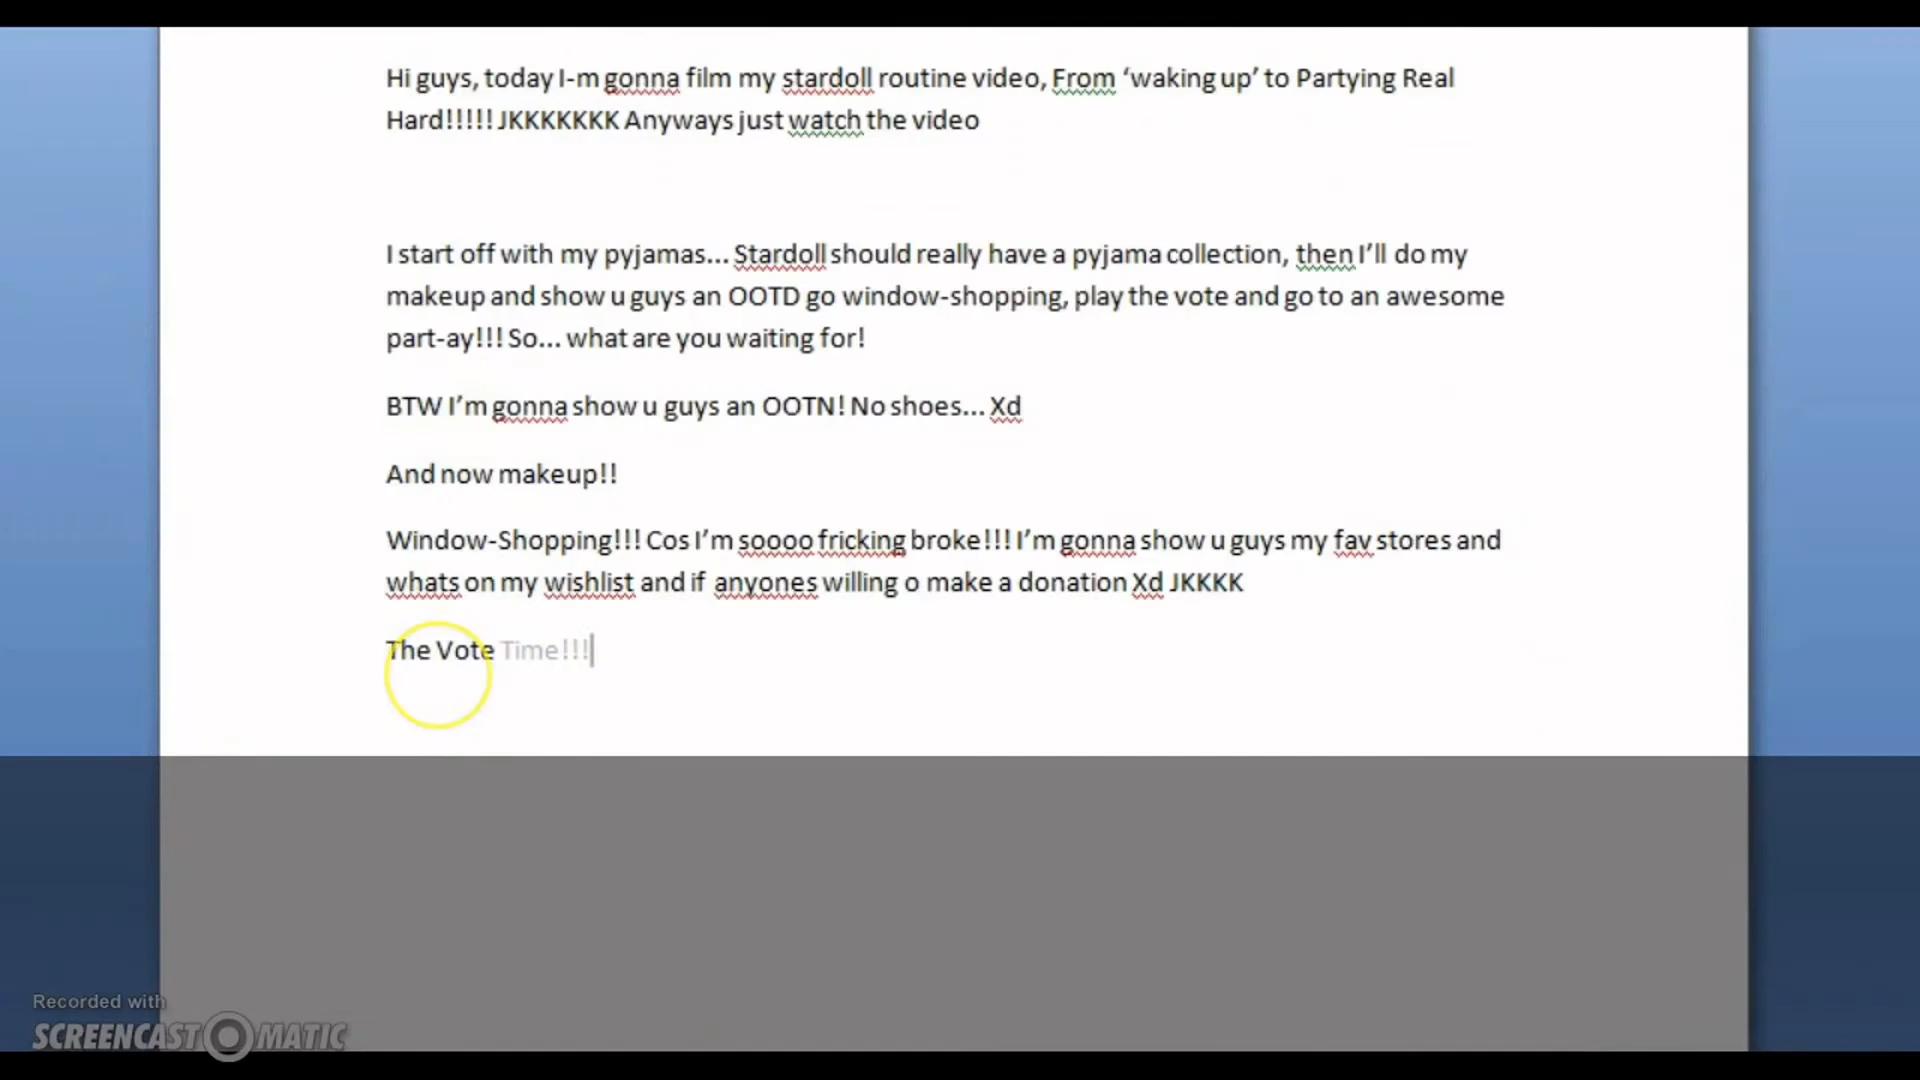 Hi guys, today I-m gonna film my stardoll routine video, From ‘waking up’ to Partying Real
Hard!!!!! JKKKKKKK Anyways just watch the video
I start off with my pyjamas... Stardoll should really have a pyjama collection, then I’ll do my
makeup and show u guys an OOTD go window-shopping, play the vote and go to an awesome
part-ay!!! So... what are you waiting for!
BTW I’m gonna show u guys an OOTN! No shoes... Xd
And now makeup!!
Window-Shopping!!! Cos I’m soooo fricking broke!!! I’m gonna show u guys my fav stores and
whats on my wishlist and if anyones willing o make a donation Xd JKKKK
The Vote Time!!!
Recorded with
SCREENCAST O MATIC